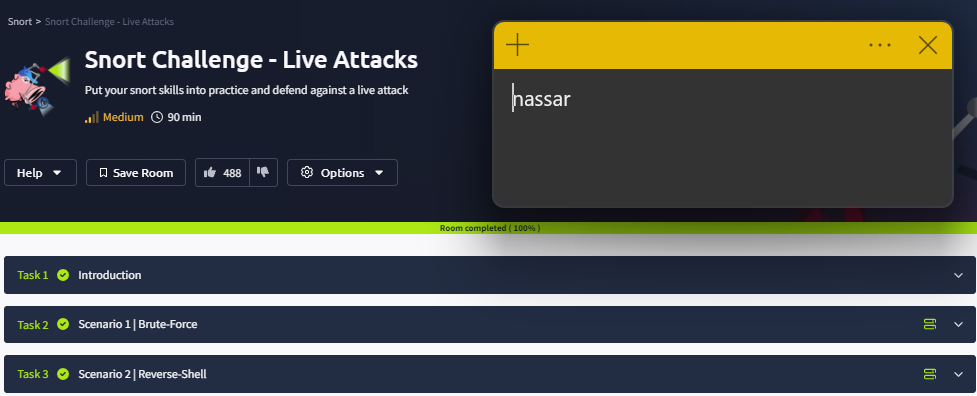 Snort > Snort Challenge - Live Attacks
Snort Challenge - Live Attacks
Put your snort skills into practice and defend against a live attack
Medium 90 min
Help Save Room 488 Options
nassar
Room completed ( 100% )
Task 1 Introduction
Task 2 Scenario 1 | Brute-Force
Task 3 Scenario 2 | Reverse-Shell